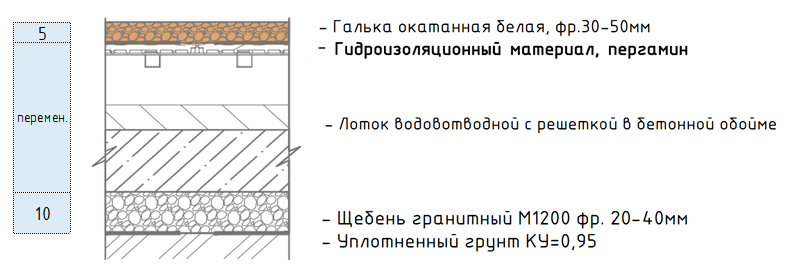 5
– Галька окатанная белая, фр.30-50мм
– Гидроизоляционный материал, пергамин
перемен.
– Лоток водовотводной с решеткой в бетонной обойме
10
– Щебень гранитный М1200 фр. 20-40мм
– Уплотненный грунт КУ=0,95